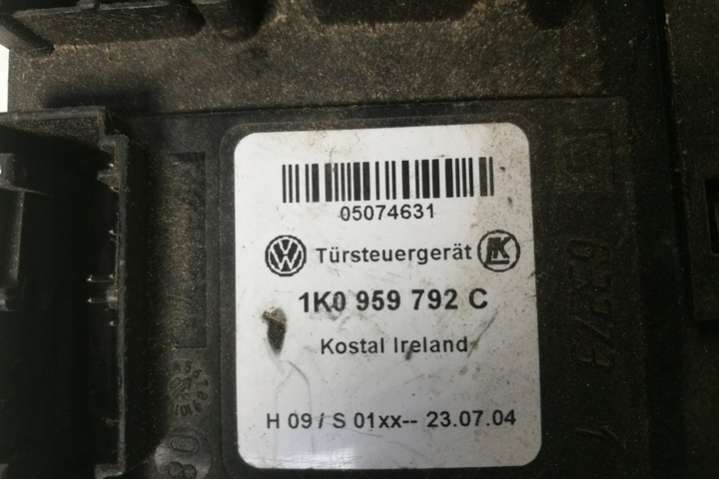 05074631
Türsteuergerät
1K0 959 792 C
Kostal Ireland
H 09 / S 01xx-- 23.07.04